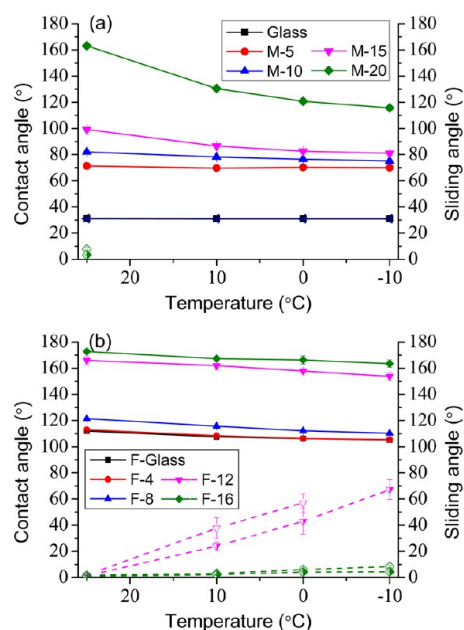 (a)
180 160 140 120 100 80 60 40 20 0
Contact angle (°)
Glass M-15
M-5 M-20
M-10
180 160 140 120 100 80 60 40 20 0
Sliding angle (°)
20 10 0 -10
Temperature (°C)
(b)
180 160 140 120 100 80 60 40 20 0
Contact angle (°)
F-Glass
F-4 F-12
F-8 F-16
180 160 140 120 100 80 60 40 20 0
Sliding angle (°)
20 10 0 -10
Temperature (°C)